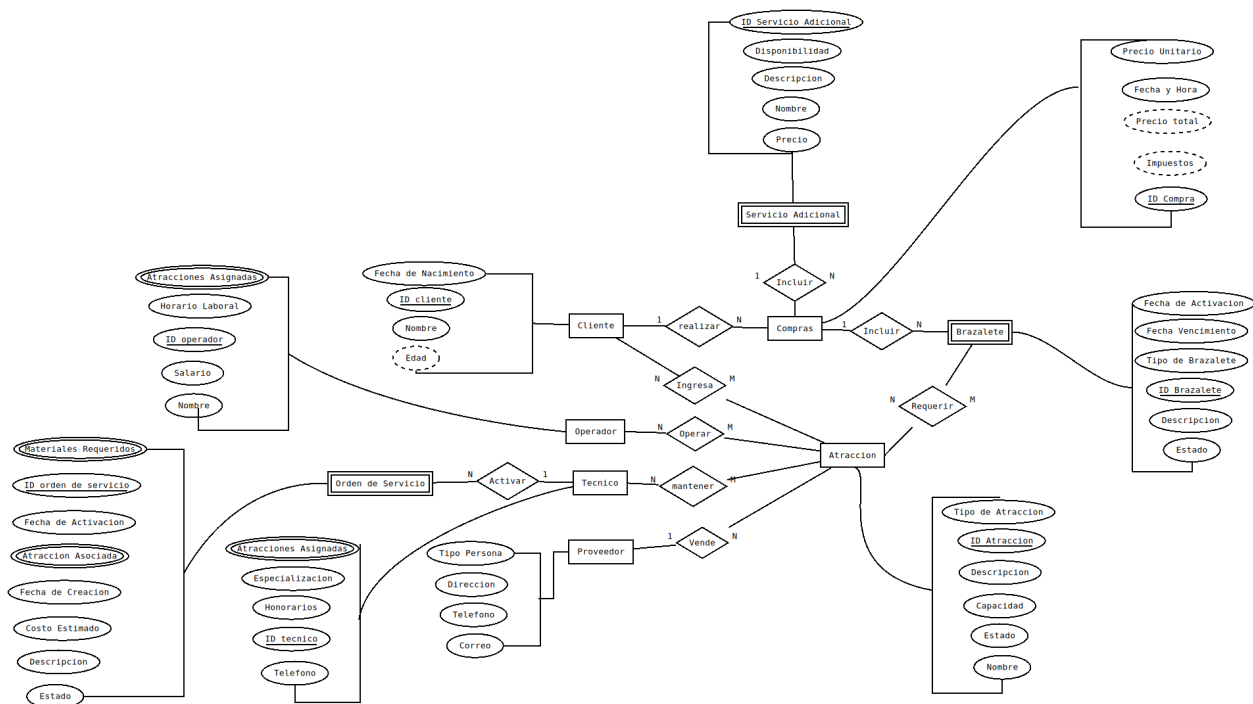 ID Servicio Adicional
Disponibilidad
Descripcion
Nombre
Precio
Precio Unitario
Fecha y Hora
Precio total
Impuestos
ID Compra
Servicio Adicional
1
Incluir
N
Atracciones Asignadas
Horario Laboral
ID operador
Salario
Nombre
Fecha de Nacimiento
ID cliente
Nombre
Edad
Cliente
1
realizar
N
Compras
1
Incluir
N
Brazalete
Fecha de Activacion
Fecha Vencimiento
Tipo de Brazalete
ID Brazalete
Descripcion
Estado
N
Ingresa
M
N
Requerir
M
Operador
N
Operar
M
Atraccion
Materiales Requeridos
ID orden de servicio
Fecha de Activacion
Atraccion Asociada
Fecha de Creacion
Costo Estimado
Descripcion
Estado
Orden de Servicio
N
Activar
1
Tecnico
N
mantener
M
Atracciones Asignadas
Especializacion
Honorarios
ID tecnico
Telefono
Tipo Persona
Direccion
Telefono
Correo
Proveedor
1
Vende
N
Tipo de Atraccion
ID Atraccion
Descripcion
Capacidad
Estado
Nombre